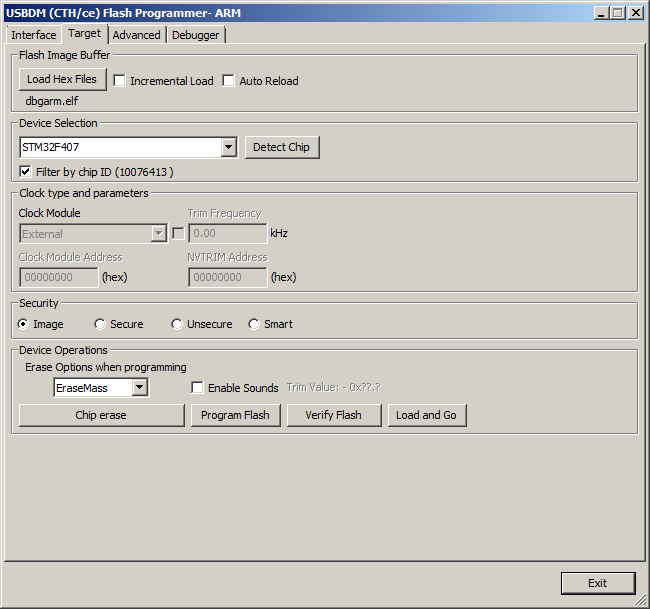 USBDM (CTH/ce) Flash Programmer- ARM
Interface Target Advanced Debugger
Flash Image Buffer
Load Hex Files Incremental Load Auto Reload
dbgarm.elf
Device Selection
STM32F407 Detect Chip
Filter by chip ID (10076413 )
Clock type and parameters
Clock Module Trim Frequency
External 0.00 kHz
Clock Module Address NVTRIM Address
00000000 (hex) 00000000 (hex)
Security
Image Secure Unsecure Smart
Device Operations
Erase Options when programming
EraseMass Enable Sounds Trim Value: - 0x??.?
Chip erase Program Flash Verify Flash Load and Go
Exit